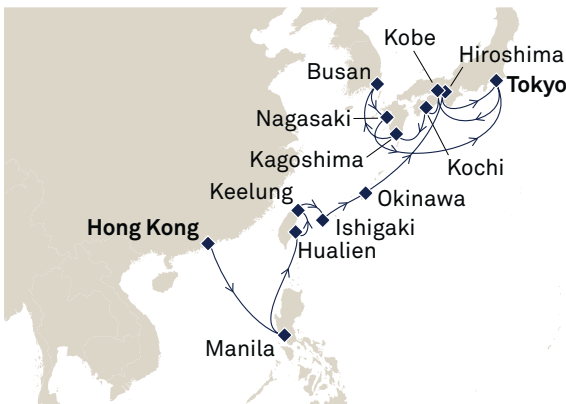 Kobe
Hiroshima
Busan
Tokyo
Nagasaki
Kagoshima
Kochi
Keelung
Okinawa
Hong Kong
Ishigaki
Hualien
Manila